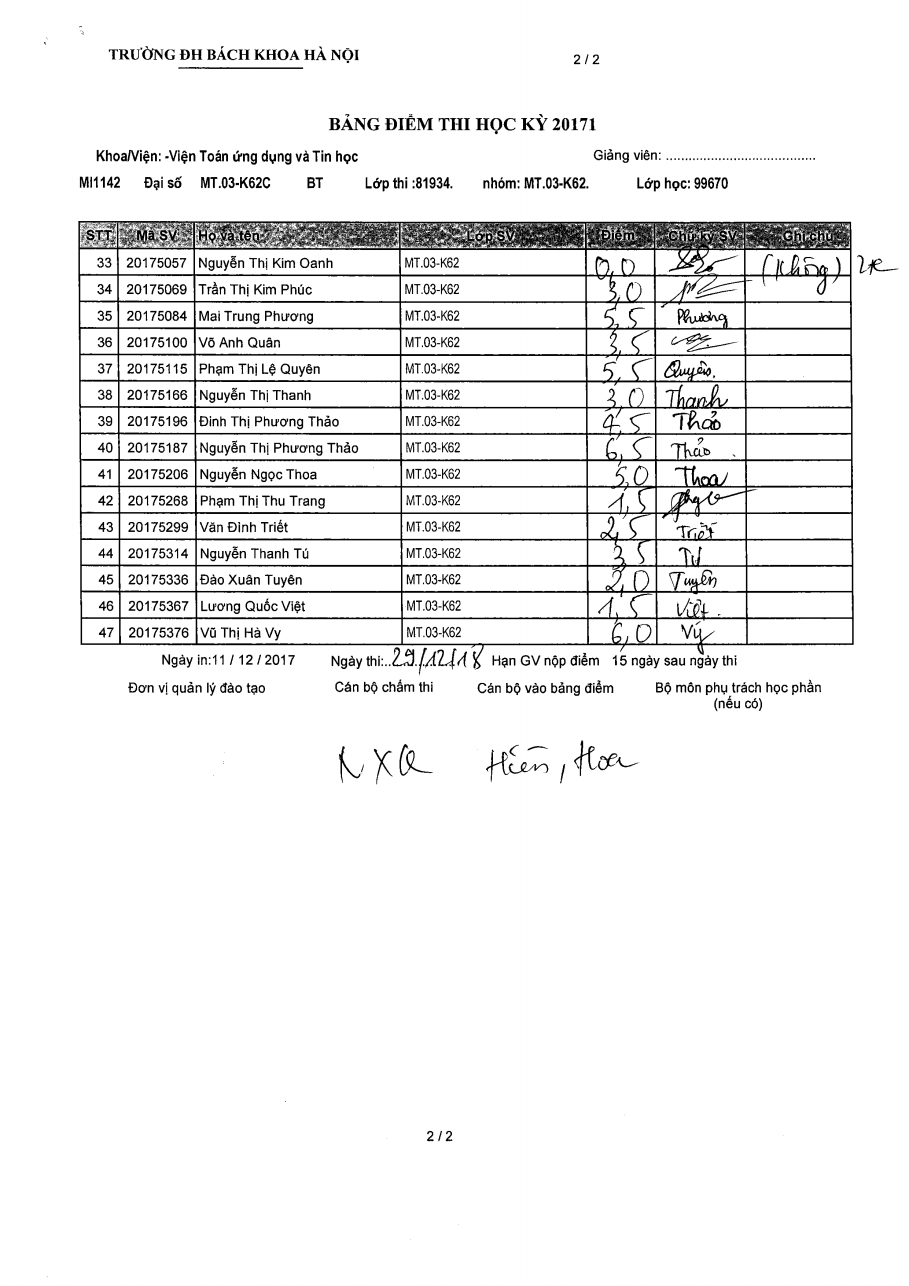 TRƯỜNG ĐH BÁCH KHOA HÀ NỘI 2 / 2
BẢNG ĐIỂM THI HỌC KỲ 20171
Khoa/Viện: -Viện Toán ứng dụng và Tin học Giảng viên: ........................................
MI1142 Đại số MT.03-K62C BT Lớp thi :81934. nhóm: MT.03-K62. Lớp học: 99670
STT Mã SV Họ và tên Lớp SV Điểm Chữ ký SV Ghi chú
33 20175057 Nguyễn Thị Kim Oanh MT.03-K62 0,0 (Không)
34 20175069 Trần Thị Kim Phúc MT.03-K62 3,0
35 20175084 Mai Trung Phương MT.03-K62 5,5 Phương
36 20175100 Võ Anh Quân MT.03-K62 3,5
37 20175115 Phạm Thị Lệ Quyên MT.03-K62 5,5 Quyên.
38 20175166 Nguyễn Thị Thanh MT.03-K62 3,0 Thanh
39 20175196 Đinh Thị Phương Thảo MT.03-K62 4,5 Thảo
40 20175187 Nguyễn Thị Phương Thảo MT.03-K62 6,5 Thảo
41 20175206 Nguyễn Ngọc Thoa MT.03-K62 5,0 Thoa
42 20175268 Phạm Thị Thu Trang MT.03-K62 1,5
43 20175299 Văn Đình Triết MT.03-K62 2,5 Triết
44 20175314 Nguyễn Thanh Tú MT.03-K62 3,5 Tú
45 20175336 Đào Xuân Tuyên MT.03-K62 2,0 Tuyên
46 20175367 Lương Quốc Việt MT.03-K62 1,5 Việt.
47 20175376 Vũ Thị Hà Vy MT.03-K62 6,0 Vy
Ngày in:11 / 12 / 2017 Ngày thi:..29/12/18 Hạn GV nộp điểm 15 ngày sau ngày thi
Đơn vị quản lý đào tạo Cán bộ chấm thi Cán bộ vào bảng điểm Bộ môn phụ trách học phần
(nếu có)
NXQ Hiền, Hoa
2 / 2